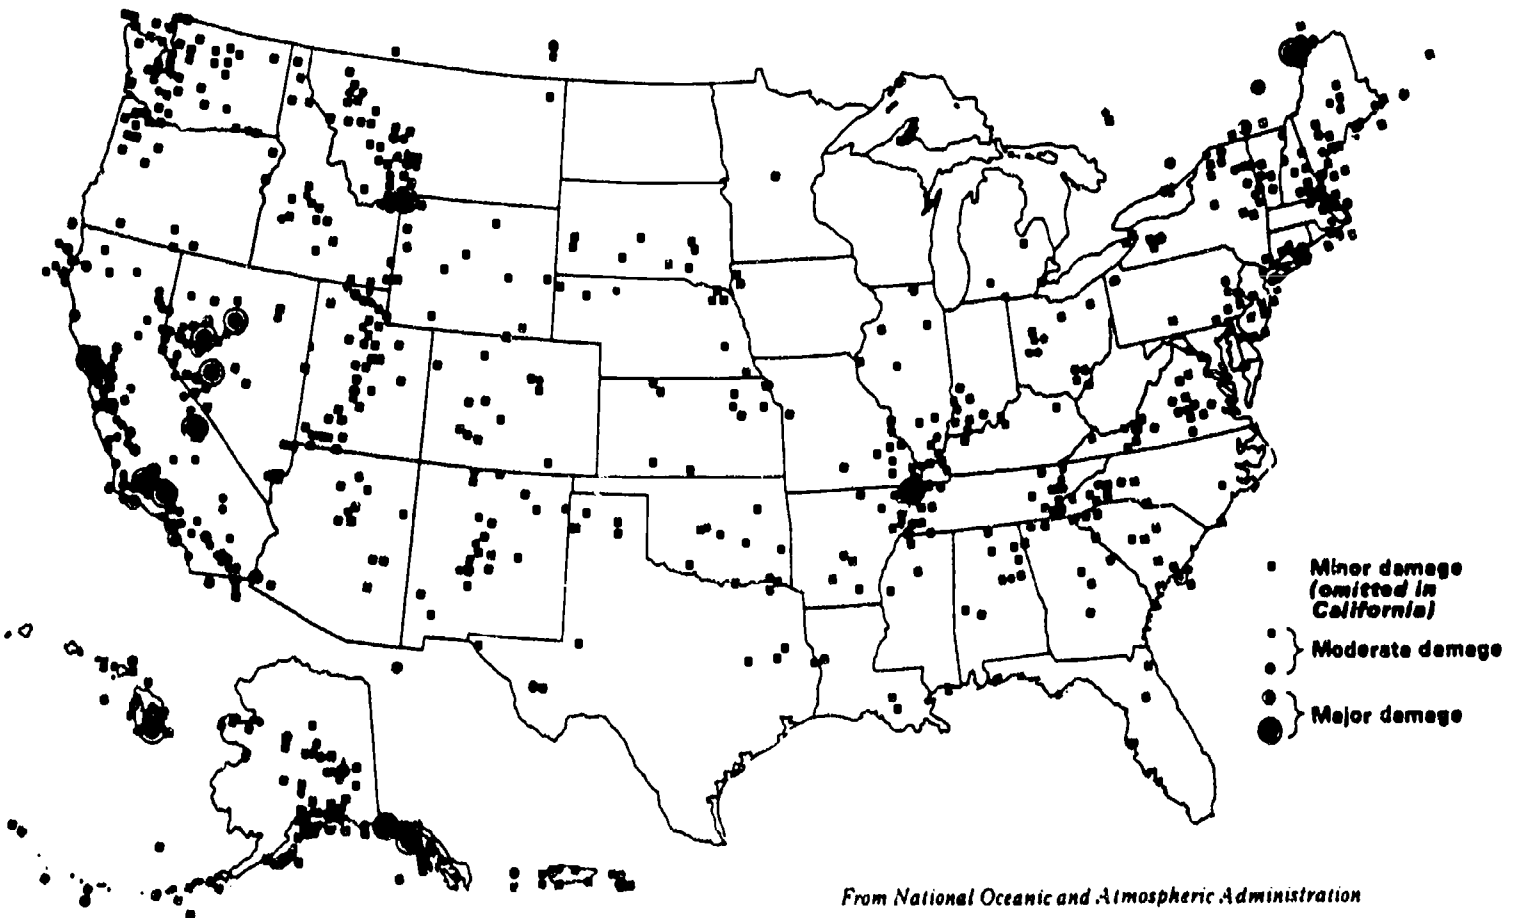 Minor damage
(omitted in
California)
Moderate damage
Major damage
From National Oceanic and Atmospheric Administration